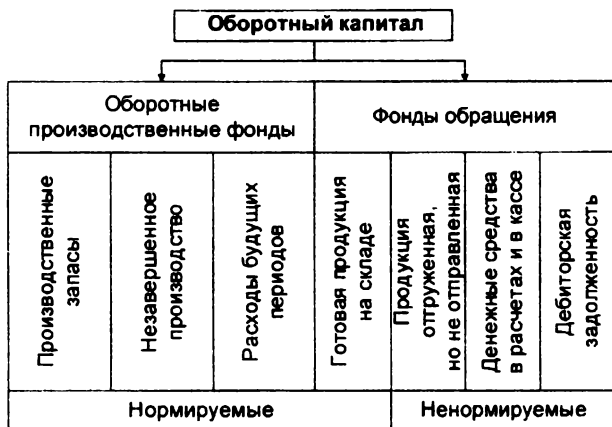 Оборотный капитал
Оборотные
производственные фонды
Фонды обращения
Производственные
запасы
Незавершенное
производство
Расходы будущих
периодов
Готовая продукция
на складе
Продукция
отгруженная,
но не отправленная
Денежные средства
в расчетах и в кассе
Дебиторская
задолженность
Нормируемые
Ненормируемые